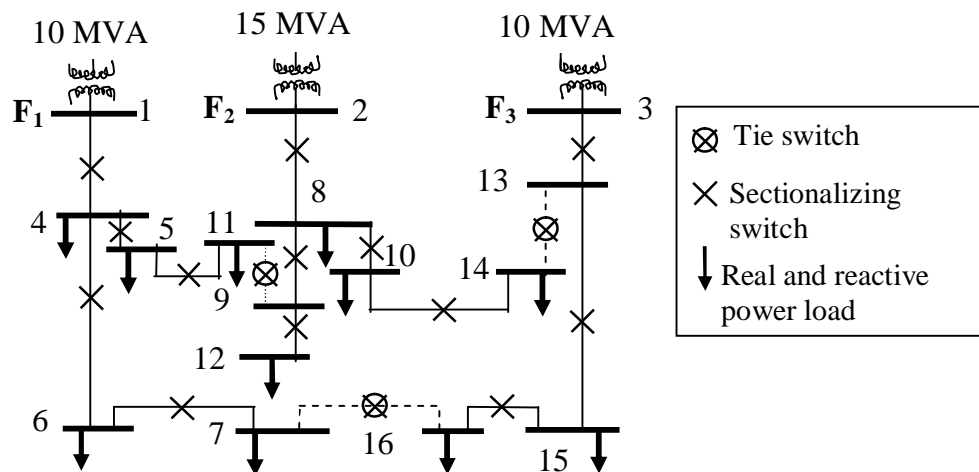 10 MVA
15 MVA
10 MVA
F1
1
F2
2
F3
3
Tie switch
Sectionalizing
switch
Real and reactive
power load
13
8
4
5
11
10
14
9
12
6
7
16
15